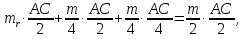 m_r · AC/2 + m/4 · AC/2 + m/4 · AC/4 = m/2 · AC/2,